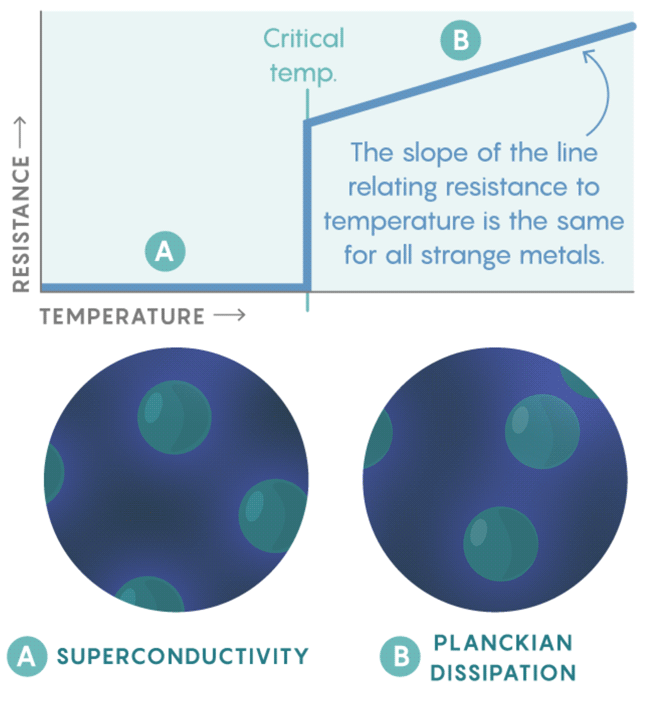 Critical
temp.
B
The slope of the line
relating resistance to
temperature is the same
for all strange metals.
A
RESISTANCE
TEMPERATURE
A SUPERCONDUCTIVITY
B PLANCKIAN
DISSIPATION